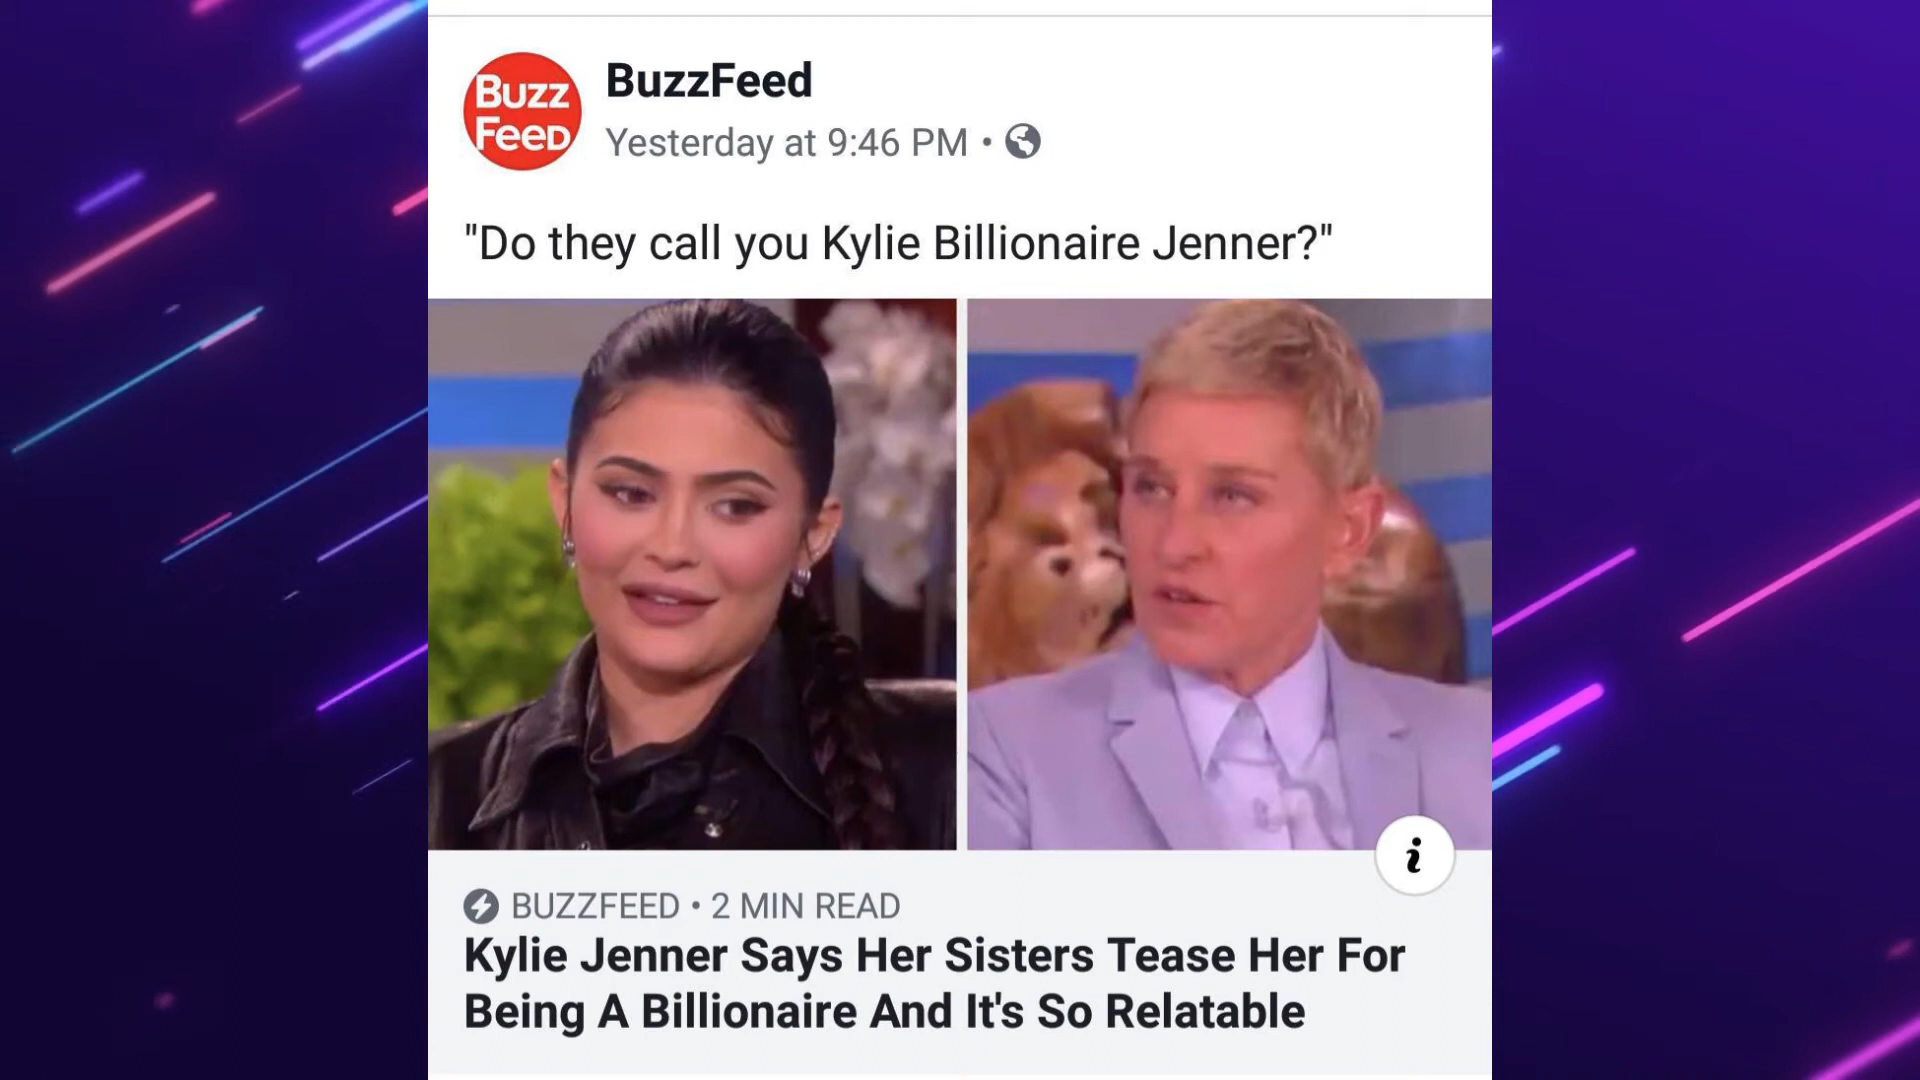 Buzz
FeeD
BuzzFeed
Yesterday at 9:46 PM •
"Do they call you Kylie Billionaire Jenner?"
i
BUZZFEED • 2 MIN READ
Kylie Jenner Says Her Sisters Tease Her For
Being A Billionaire And It's So Relatable